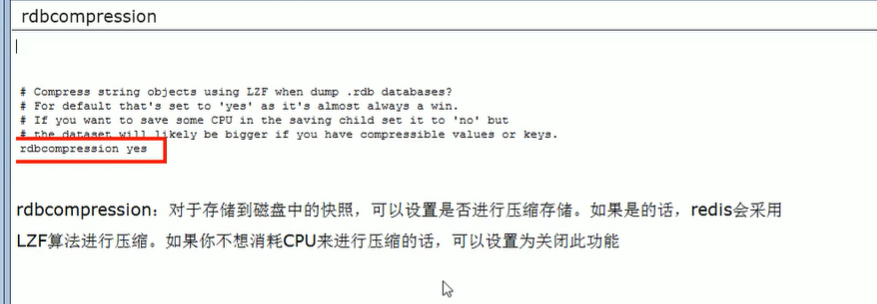 rdbcompression
# Compress string objects using LZF when dump .rdb databases?
# For default that's set to 'yes' as it's almost always a win.
# If you want to save some CPU in the saving child set it to 'no' but
# the dataset will likely be bigger if you have compressible values or keys.
rdbcompression yes
rdbcompression：对于存储到磁盘中的快照，可以设置是否进行压缩存储。如果是的话，redis会采用
LZF算法进行压缩。如果你不想消耗CPU来进行压缩的话，可以设置为关闭此功能